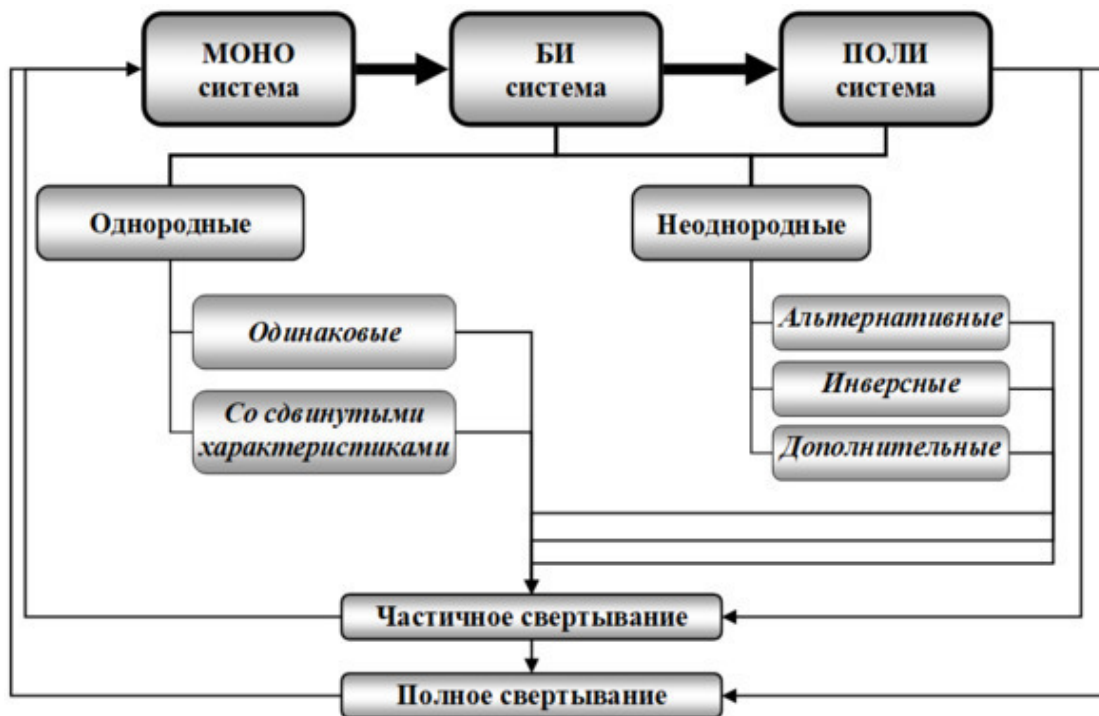 МОНО
система
БИ
система
ПОЛИ
система
Однородные
Неоднородные
Одинаковые
Со сдвинутыми
характеристиками
Альтернативные
Инверсные
Дополнительные
Частичное свертывание
Полное свертывание